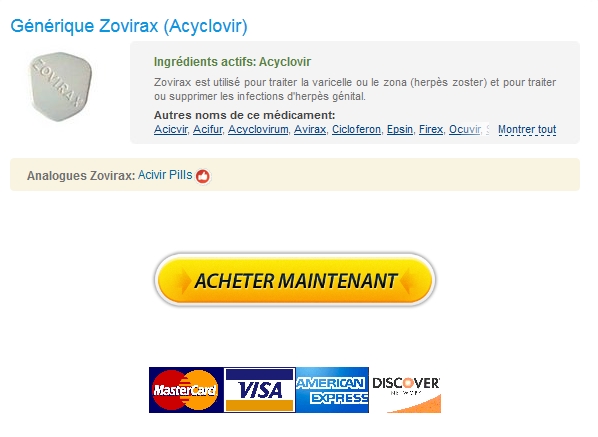 Générique Zovirax (Acyclovir)
ZOVIRAX
Ingrédients actifs: Acyclovir
Zovirax est utilisé pour traiter la varicelle ou le zona (herpès zoster) et pour traiter
ou supprimer les infections d'herpès génital.
Autres noms de ce médicament:
Acicvir, Acifur, Acyclovirum, Avirax, Cicloferon, Epsin, Firex, Ocuvir, Montrer tout
Analogues Zovirax: Acivir Pills
ACHETER MAINTENANT
MasterCard VISA AMERICAN EXPRESS DISCOVER NETWORK